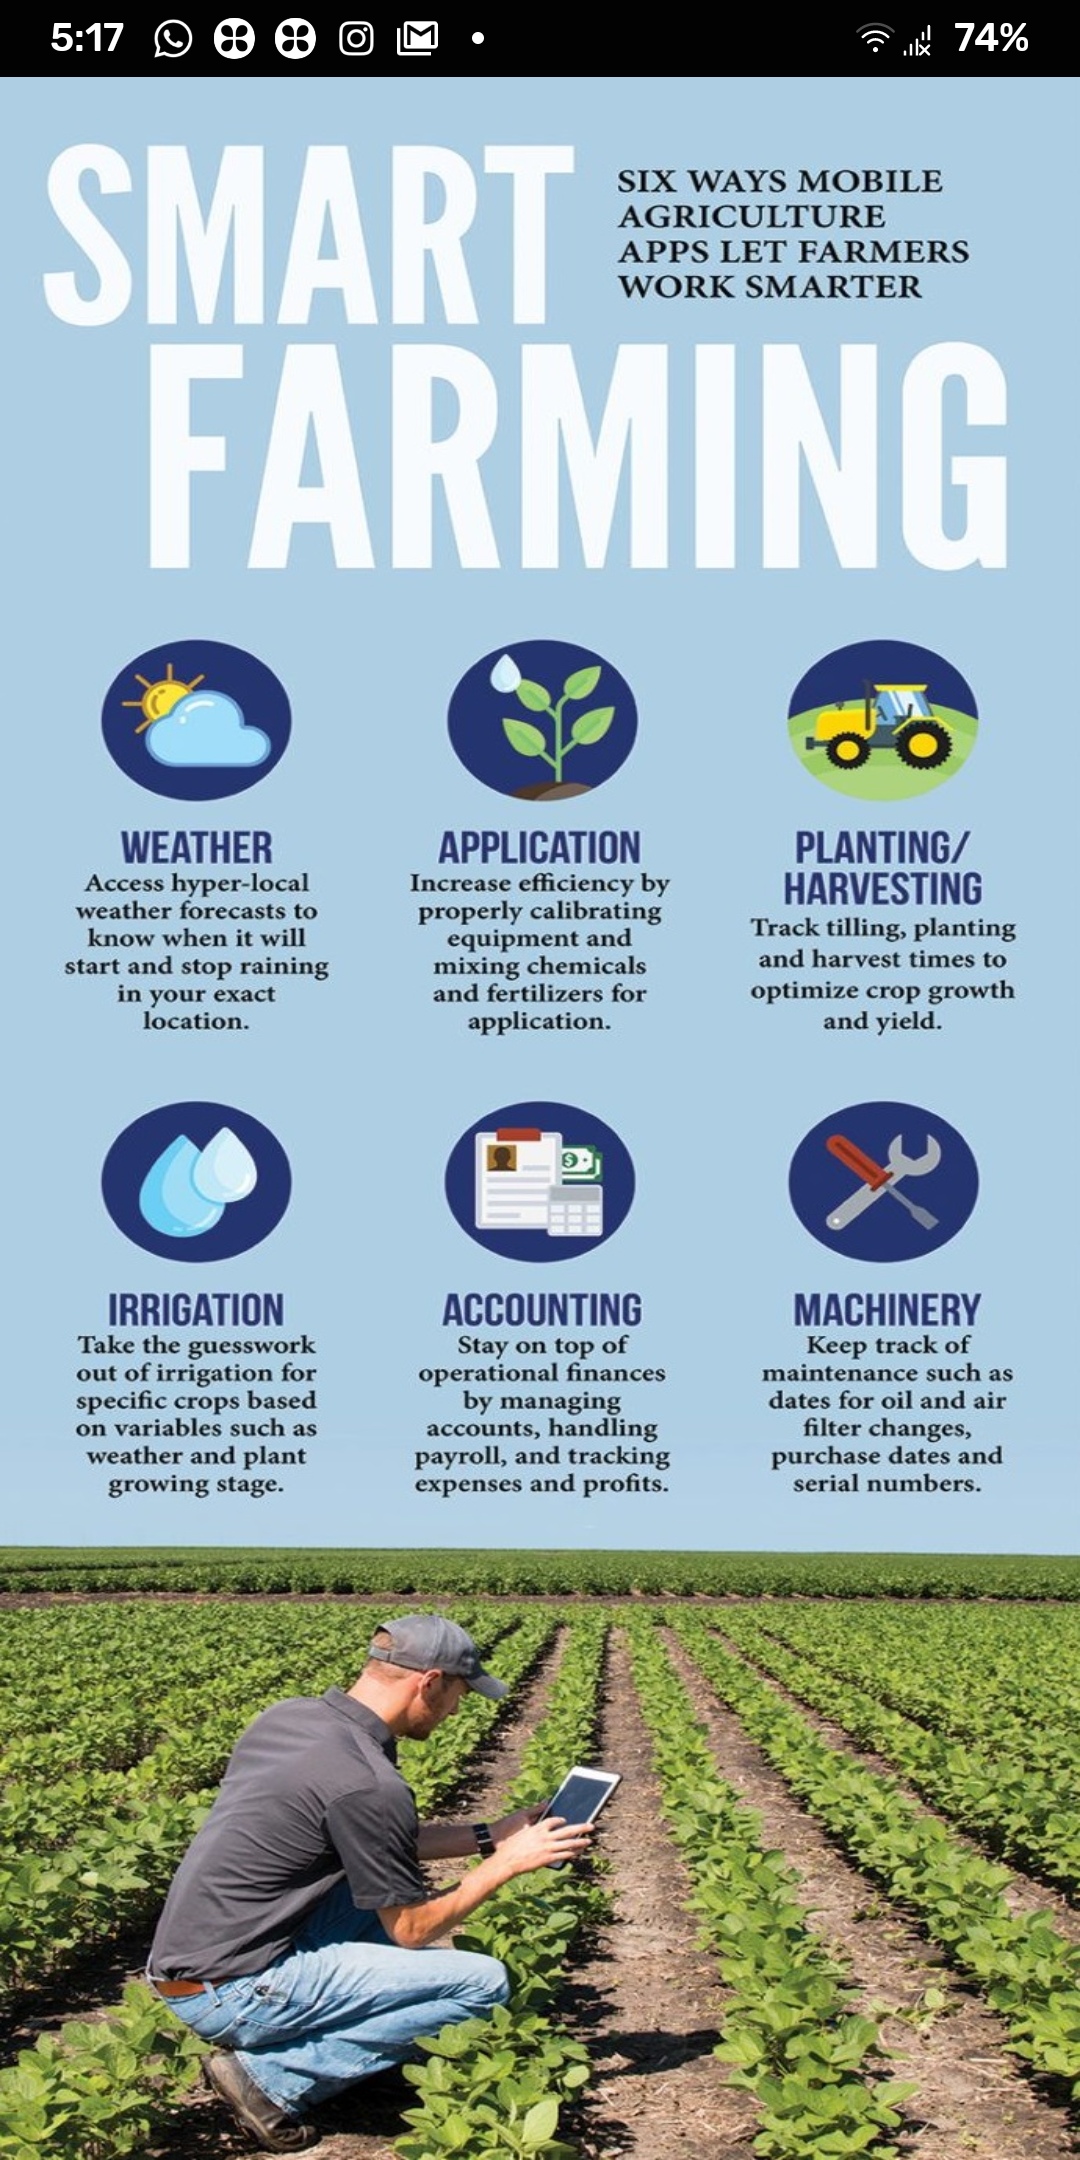 5:17
74%
SMART
SIX WAYS MOBILE
AGRICULTURE
APPS LET FARMERS
WORK SMARTER
FARMING
WEATHER
Access hyper-local
weather forecasts to
know when it will
start and stop raining
in your exact
location.
APPLICATION
Increase efficiency by
properly calibrating
equipment and
mixing chemicals
and fertilizers for
application.
PLANTING/
HARVESTING
Track tilling, planting
and harvest times to
optimize crop growth
and yield.
IRRIGATION
Take the guesswork
out of irrigation for
specific crops based
on variables such as
weather and plant
growing stage.
ACCOUNTING
Stay on top of
operational finances
by managing
accounts, handling
payroll, and tracking
expenses and profits.
MACHINERY
Keep track of
maintenance such as
dates for oil and air
filter changes,
purchase dates and
serial numbers.